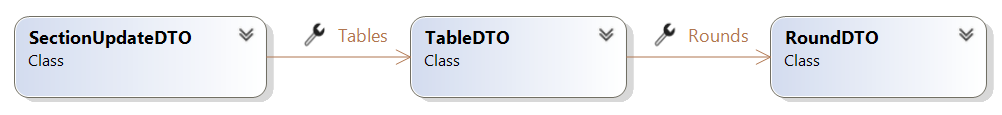 SectionUpdateDTO
Class
Tables
TableDTO
Class
Rounds
RoundDTO
Class